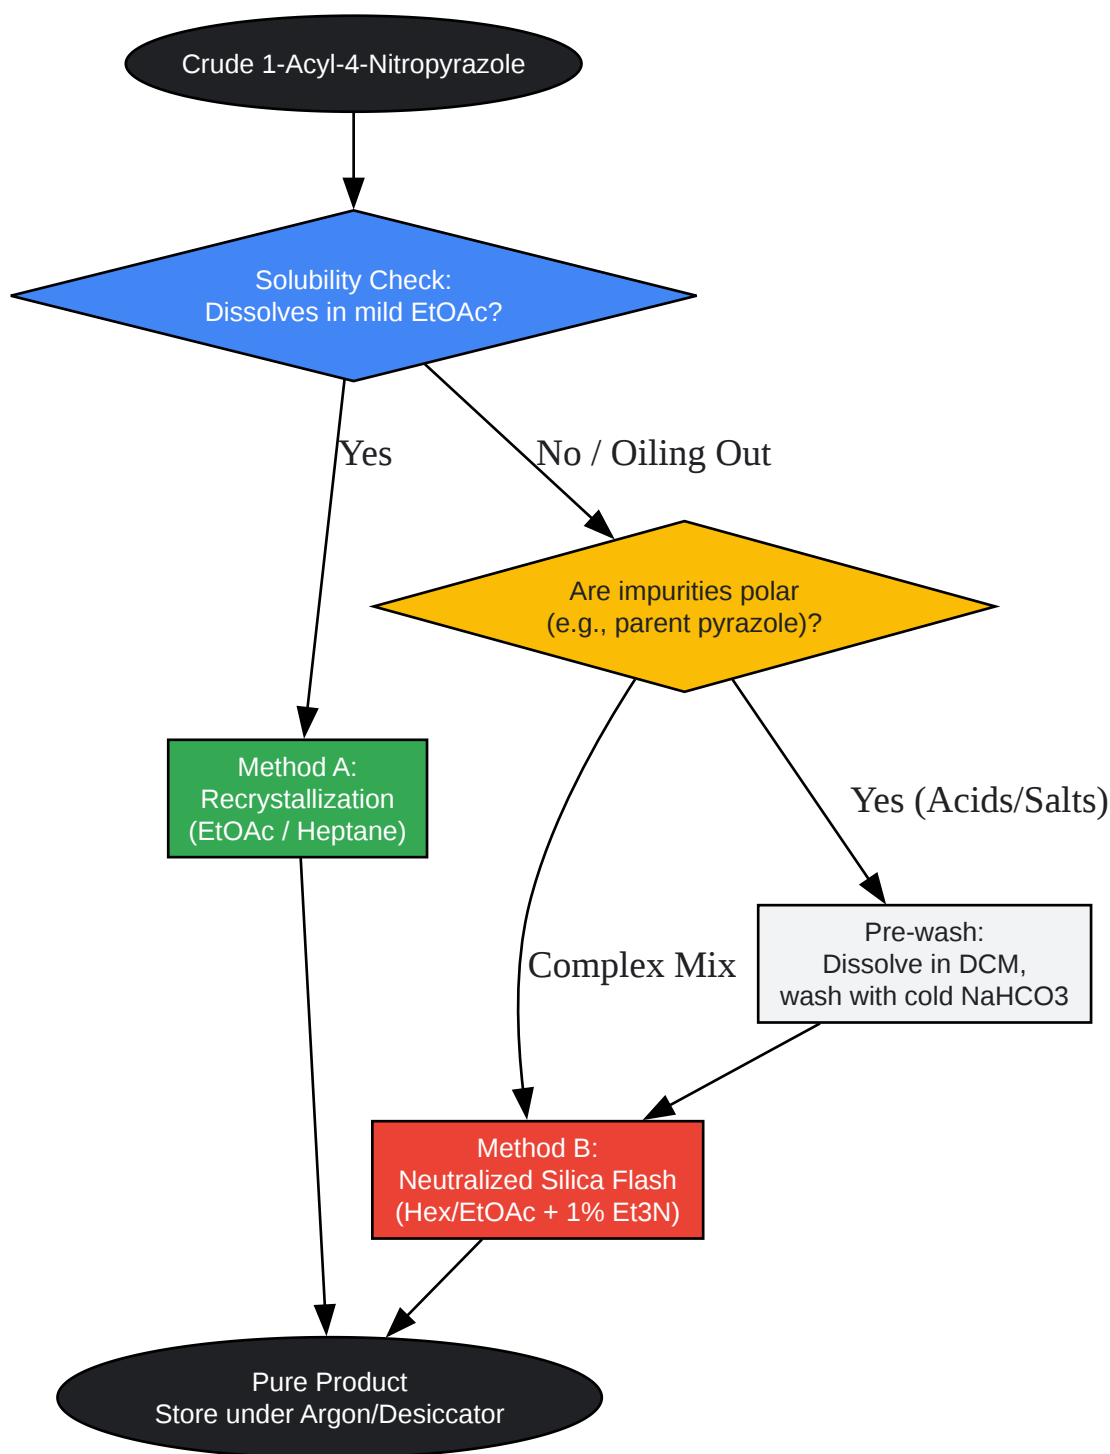 Crude 1-Acyl-4-Nitropyrazole
Solubility Check:
Dissolves in mild EtOAc?
Yes
No / Oiling Out
Are impurities polar
(e.g., parent pyrazole)?
Method A:
Recrystallization
(EtOAc / Heptane)
Yes (Acids/Salts)
Pre-wash:
Dissolve in DCM,
wash with cold NaHCO3
Complex Mix
Method B:
Neutralized Silica Flash
(Hex/EtOAc + 1% Et3N)
Pure Product
Store under Argon/Desiccator